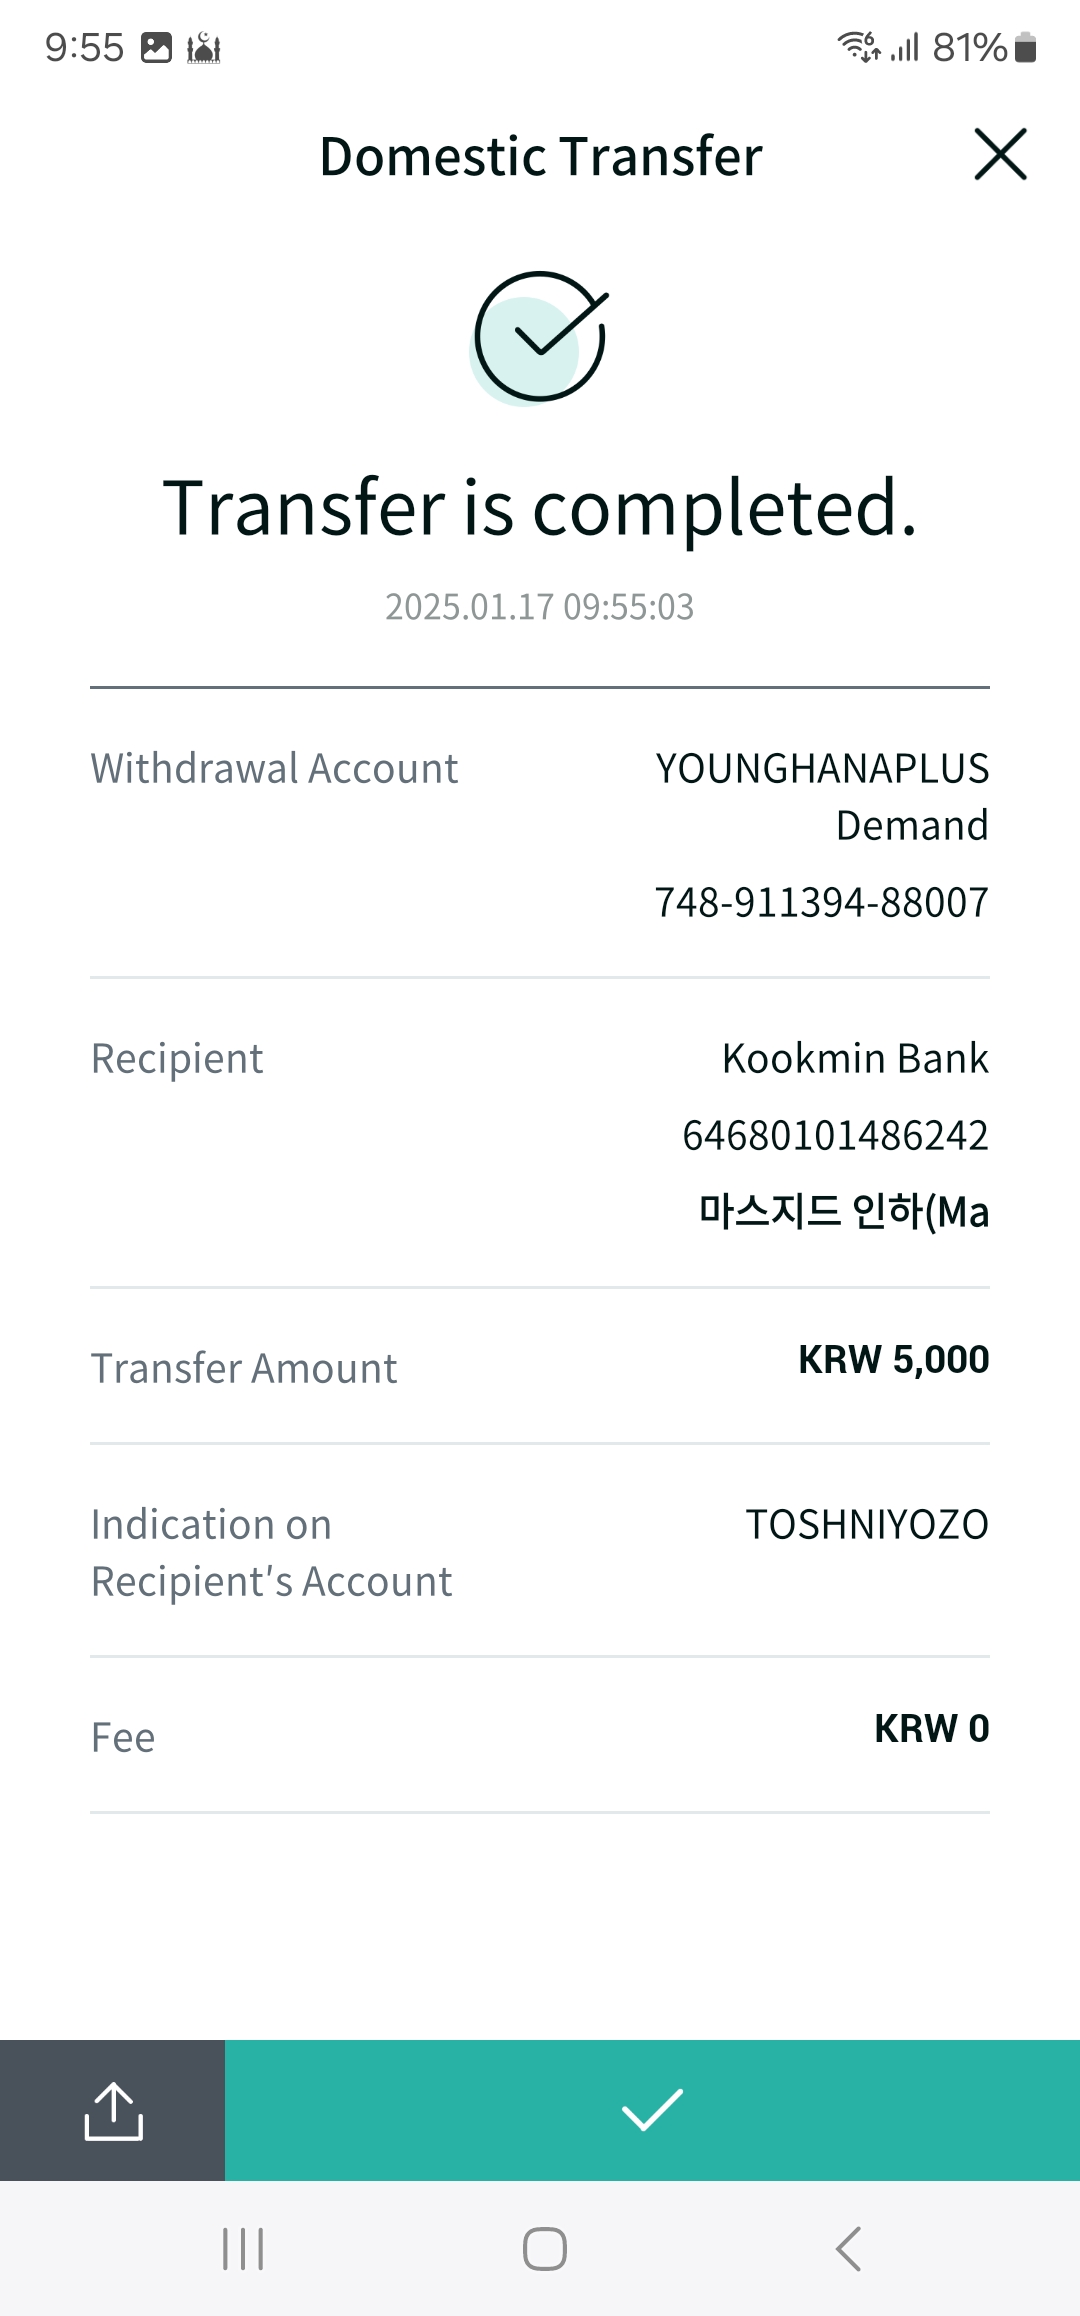 9:55
81%
Domestic Transfer
Transfer is completed.
2025.01.17 09:55:03
Withdrawal Account
YOUNGHANAPLUS
Demand
748-911394-88007
Recipient
Kookmin Bank
64680101486242
마스지드 인하(Ma
Transfer Amount
KRW 5,000
Indication on
Recipient's Account
TOSHNIYOZO
Fee
KRW 0